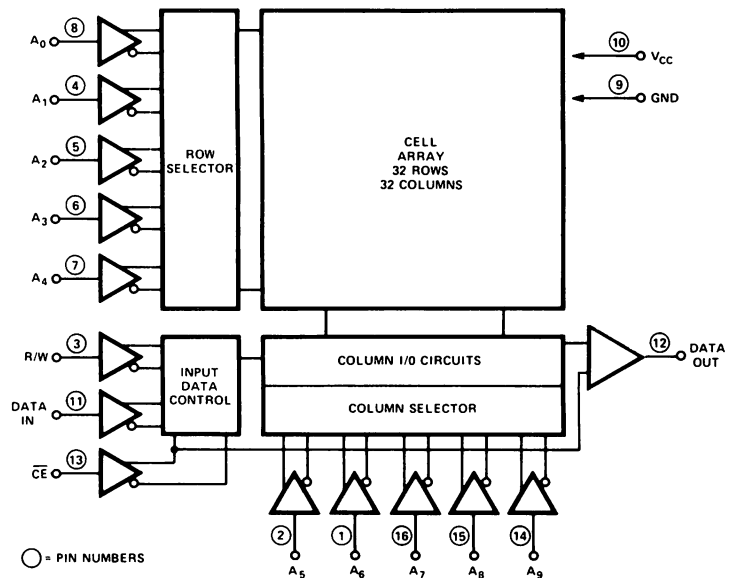 A0 8
A1 4
A2 5
A3 6
A4 7
ROW
SELECTOR
CELL
ARRAY
32 ROWS
32 COLUMNS
10 VCC
9 GND
R/W 3
DATA
IN
11
CE 13
INPUT
DATA
CONTROL
COLUMN I/O CIRCUITS
COLUMN SELECTOR
12 DATA
OUT
2 1 16 15 14
A5 A6 A7 A8 A9
= PIN NUMBERS